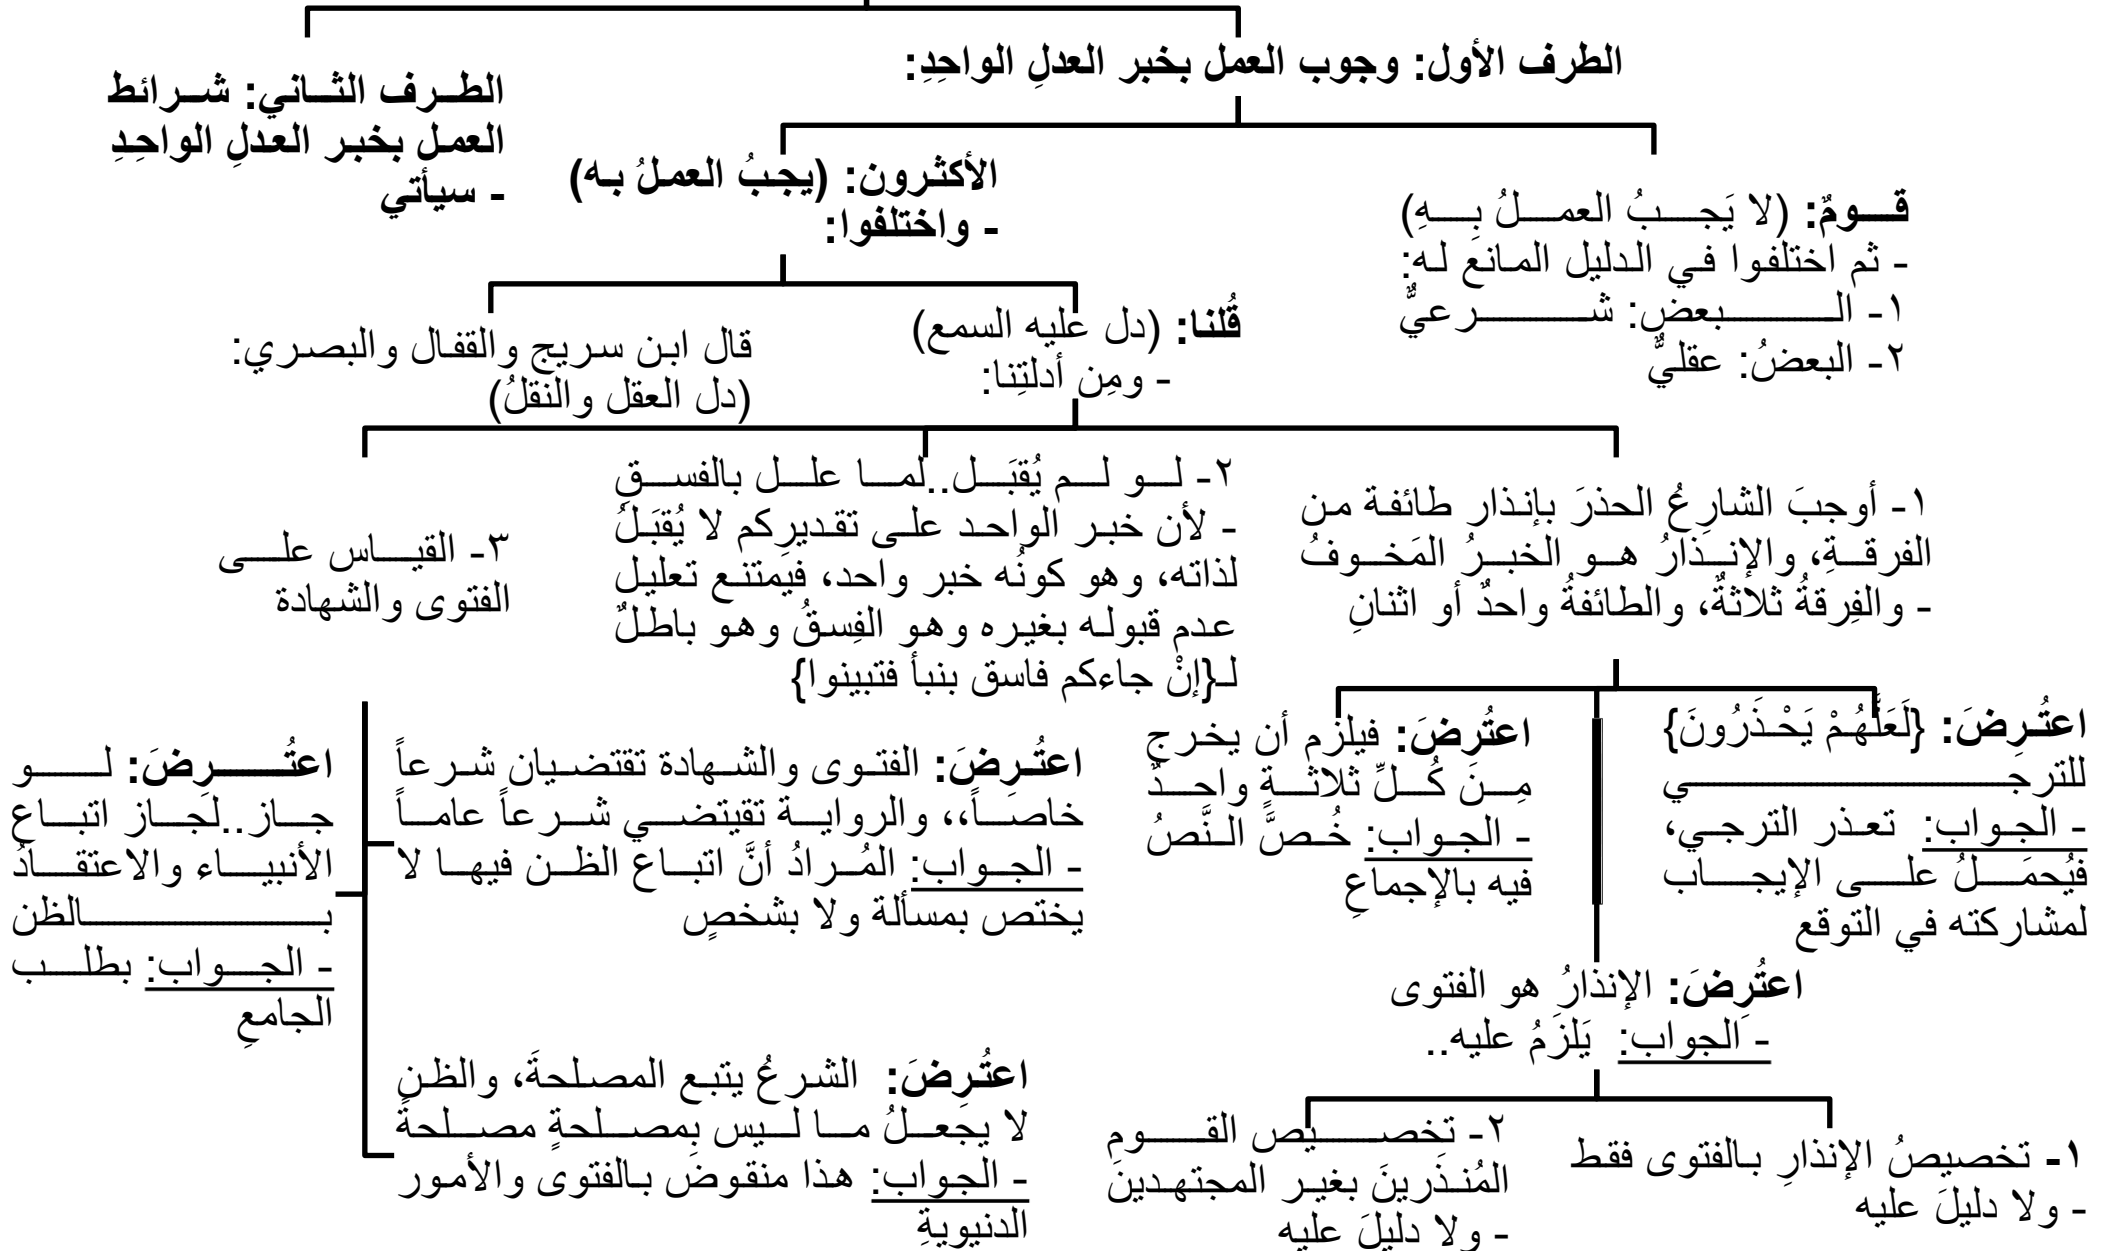 الطرف الأول: وجوب العمل بخبر العدلِ الواحِدِ:
الطرف الثاني: شرائط
العمل بخبر العدلِ الواحِدِ
- سيأتي
قومٌ: (لا يَجبُ العملُ بِهِ)
- ثم اختلفوا في الدليل المانع له:
١- البعض: شرعيٌّ
٢- البعضُ: عقليٌّ
الأكثرون: (يجبُ العملُ به)
- واختلفوا:
قُلنا: (دل عليه السمع)
- ومِن أدلتِنا:
قال ابن سريج والقفال والبصري:
(دل العقل والنقلُ)
١- أوجبَ الشارِعُ الحذرَ بإنذار طائفة من
الفرقةِ، والإنذارُ هو الخبرُ المَخوفُ
- والفِرقةُ ثلاثةٌ، والطائفةُ واحدٌ أو اثنانِ
٢- لو لم يُقبَل..لما علل بالفسقِ
- لأن خبر الواحد على تقديرِكم لا يُقبَلُ
لذاته، وهو كونُه خبر واحد، فيمتنع تعليل
عدم قبوله بغيره وهو الفِسقُ وهو باطلٌ
لـ{إنْ جاءكم فاسق بنبأ فتبينوا}
٣- القياس على
الفتوى والشهادة
اعتُرِضَ: {لَعَلَّهُمْ يَحْذَرُونَ}
للترجي
- الجواب: تعذر الترجي،
فيُحمَلُ على الإيجاب
لمشاركته في التوقع
اعتُرِضَ: فيلزم أن يخرج
مِنَ كُلِّ ثلاثةٍ واحدٌ
- الجواب: خُصَّ النَّصُ
فيه بالإجماعِ
اعتُرِضَ: الإنذارُ هو الفتوى
- الجواب: يَلزَمُ عليه..
١- تخصيصُ الإنذارِ بالفتوى فقط
- ولا دليلَ عليه
٢- تخصيص القوم
المُنذَرينَ بغير المجتهدينَ
- ولا دليلَ عليه
اعتُرِضَ: الفتوى والشهادة تقتضيان شرعاً
خاصاً،، والرواية تقيتضي شرعاً عاماً
- الجواب: المُرادُ أنَّ اتباع الظن فيها لا
يختص بمسألة ولا بشخصٍ
اعتُرِضَ: لو
جاز..لجاز اتباع
الأنبياء والاعتقادُ
بالظن
- الجواب: بطلب
الجامعِ
اعتُرِضَ: الشرعُ يتبع المصلحةَ، والظن
لا يجعلُ ما ليس بِمصلحةٍ مصلحةً
- الجواب: هذا منقوضَ بالفتوى والأمور
الدنيويةِ